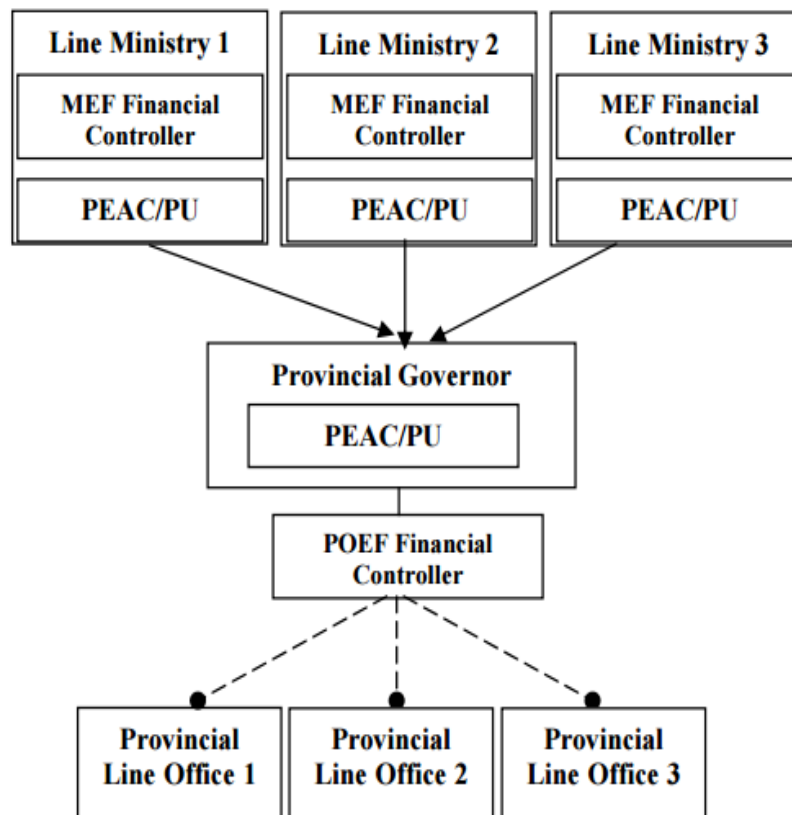 Line Ministry 1
MEF Financial
Controller
PEAC/PU
Line Ministry 2
MEF Financial
Controller
PEAC/PU
Line Ministry 3
MEF Financial
Controller
PEAC/PU
Provincial Governor
PEAC/PU
POEF Financial
Controller
Provincial
Line Office 1
Provincial
Line Office 2
Provincial
Line Office 3